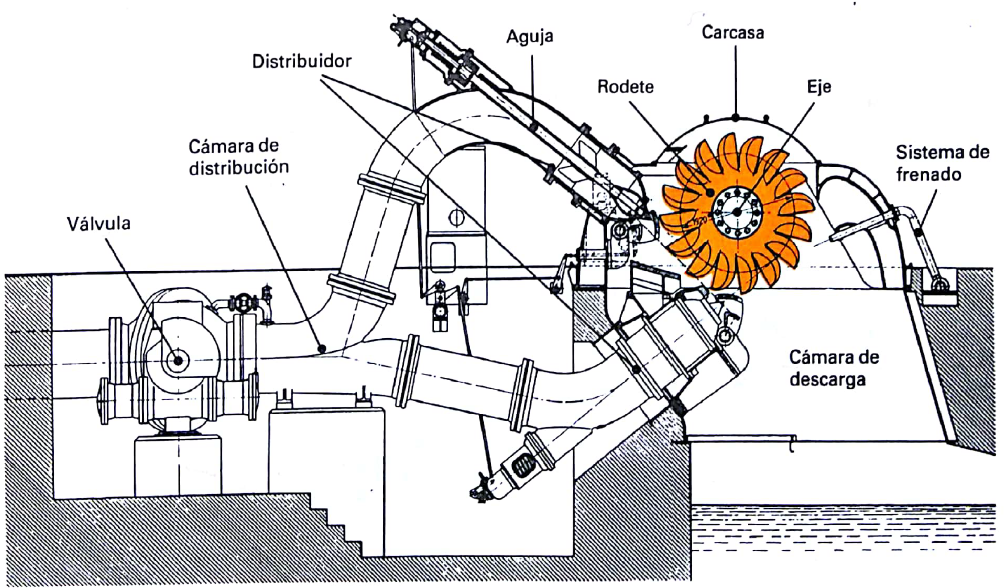 Aguja
Carcasa
Distribuidor
Rodete
Eje
Cámara de
distribución
Sistema de
frenado
Válvula
Cámara de
descarga